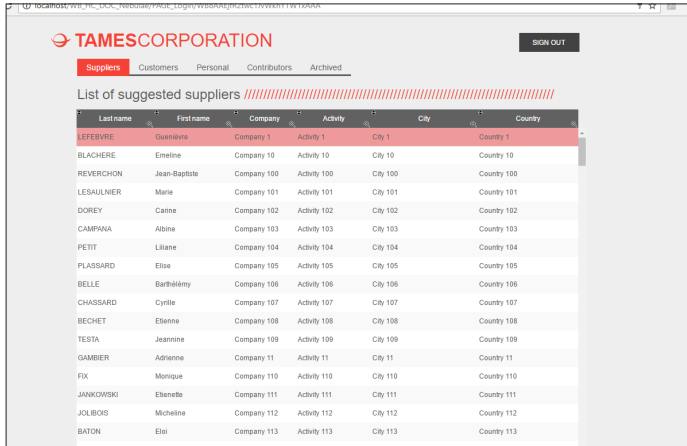 TAMESCORPORATION
SIGN OUT
Suppliers Customers Personal Contributors Archived
List of suggested suppliers
Last name First name Company Activity City Country
LEFEBVRE Guenièvre Company 1 Activity 1 City 1 Country 1
BLACHERE Emeline Company 10 Activity 10 City 10 Country 10
REVERCHON Jean-Baptiste Company 100 Activity 100 City 100 Country 100
LESAULNIER Marie Company 101 Activity 101 City 101 Country 101
DOREY Carine Company 102 Activity 102 City 102 Country 102
CAMPANA Albine Company 103 Activity 103 City 103 Country 103
PETIT Liliane Company 104 Activity 104 City 104 Country 104
PLASSARD Elise Company 105 Activity 105 City 105 Country 105
BELLE Barthélémy Company 106 Activity 106 City 106 Country 106
CHASSARD Cyrille Company 107 Activity 107 City 107 Country 107
BECHET Etienne Company 108 Activity 108 City 108 Country 108
TESTA Jeannine Company 109 Activity 109 City 109 Country 109
GAMBIER Adrienne Company 11 Activity 11 City 11 Country 11
FIX Monique Company 110 Activity 110 City 110 Country 110
JANKOWSKI Etienette Company 111 Activity 111 City 111 Country 111
JOLIBOIS Micheline Company 112 Activity 112 City 112 Country 112
BATON Eloi Company 113 Activity 113 City 113 Country 113